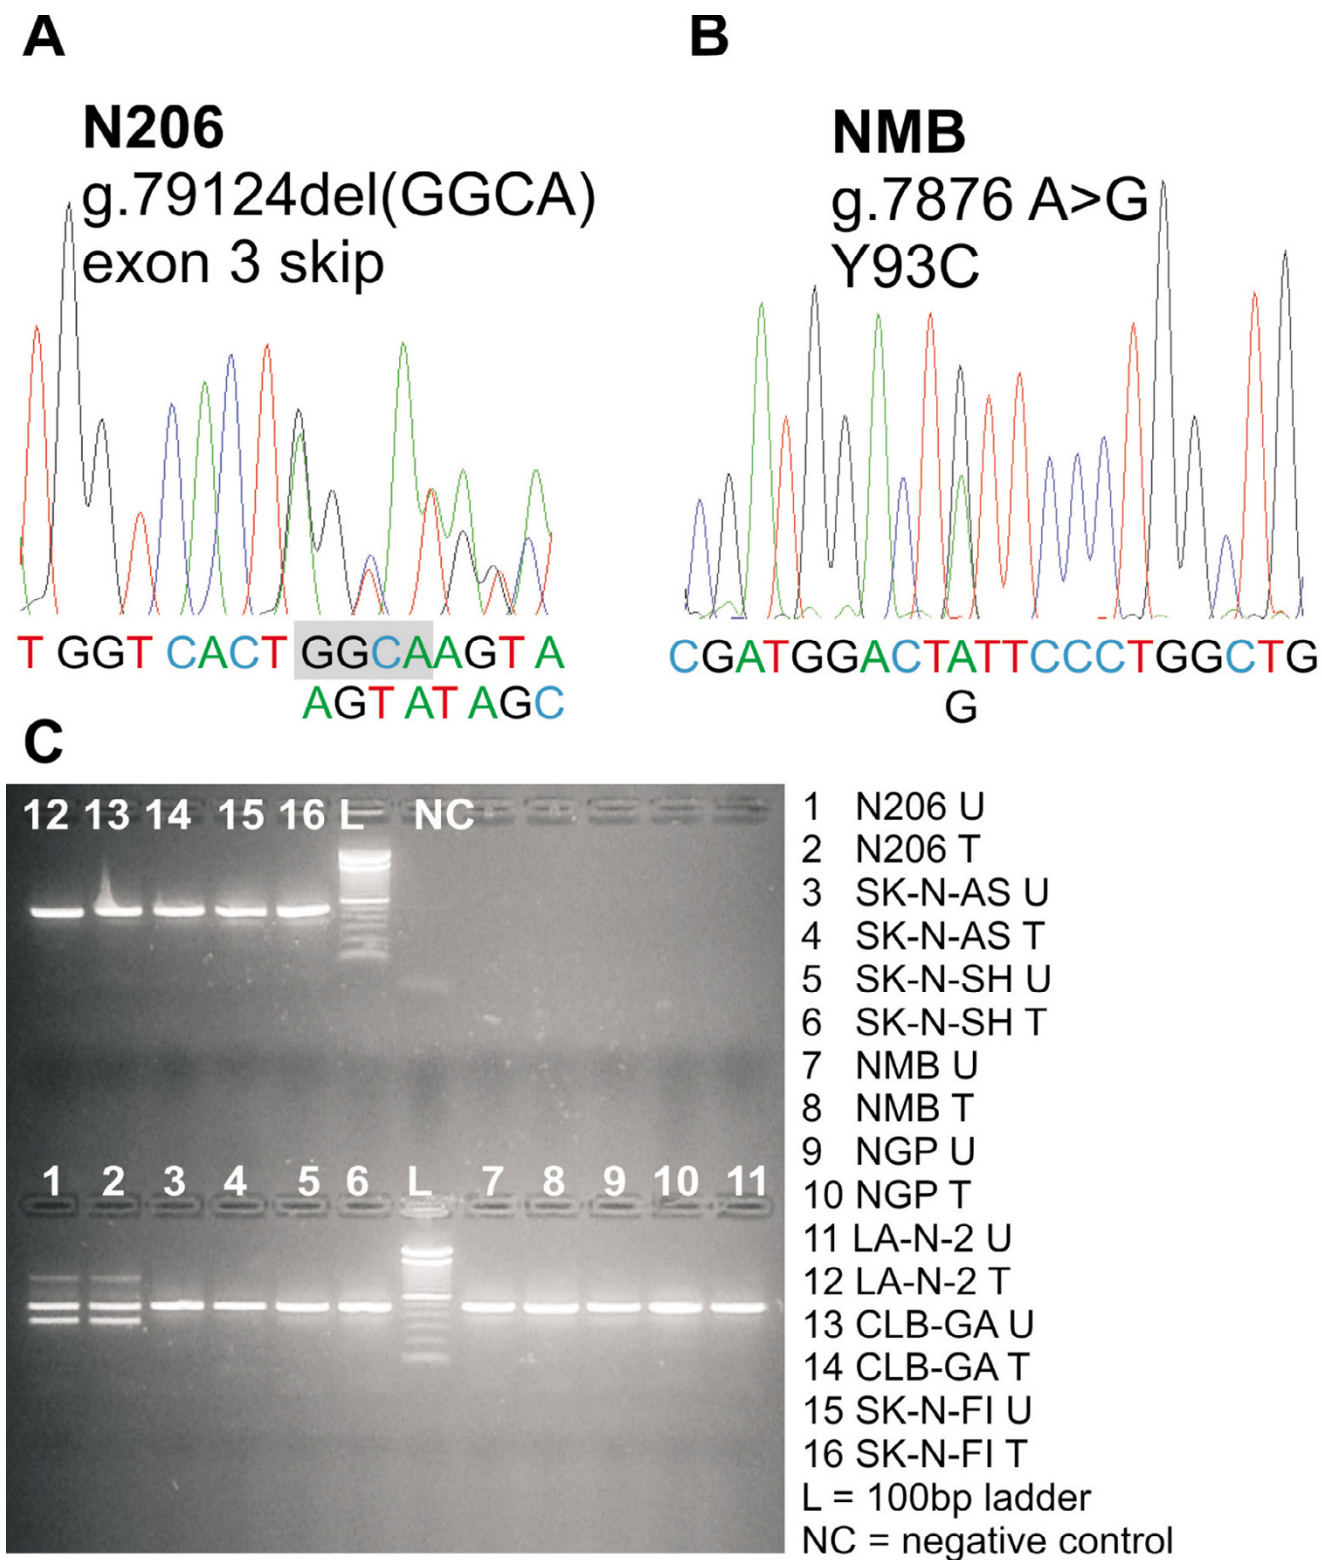 A
N206
g.79124del(GGCA)
exon 3 skip
T GGT CACT GGCAAGTA
AGTATAGC
B
NMB
g.7876 A>G
Y93C
CGATGGACTATTCCCTGGCTG
G
C
12 13 14 15 16 L NC
1 2 3 4 5 6 L 7 8 9 10 11
1 N206 U
2 N206 T
3 SK-N-AS U
4 SK-N-AS T
5 SK-N-SH U
6 SK-N-SH T
7 NMB U
8 NMB T
9 NGP U
10 NGP T
11 LA-N-2 U
12 LA-N-2 T
13 CLB-GA U
14 CLB-GA T
15 SK-N-FI U
16 SK-N-FI T
L = 100bp ladder
NC = negative control